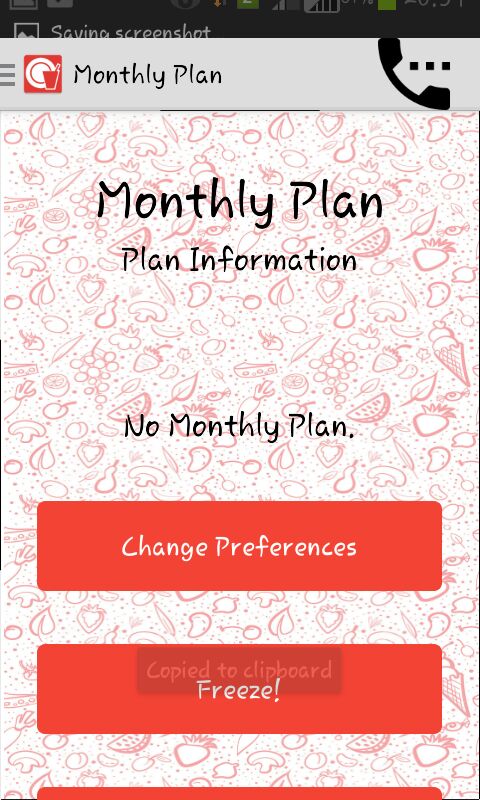 Saving screenshot
Monthly Plan
Monthly Plan
Plan Information
No Monthly Plan.
Change Preferences
Copied to clipboard
Freeze!